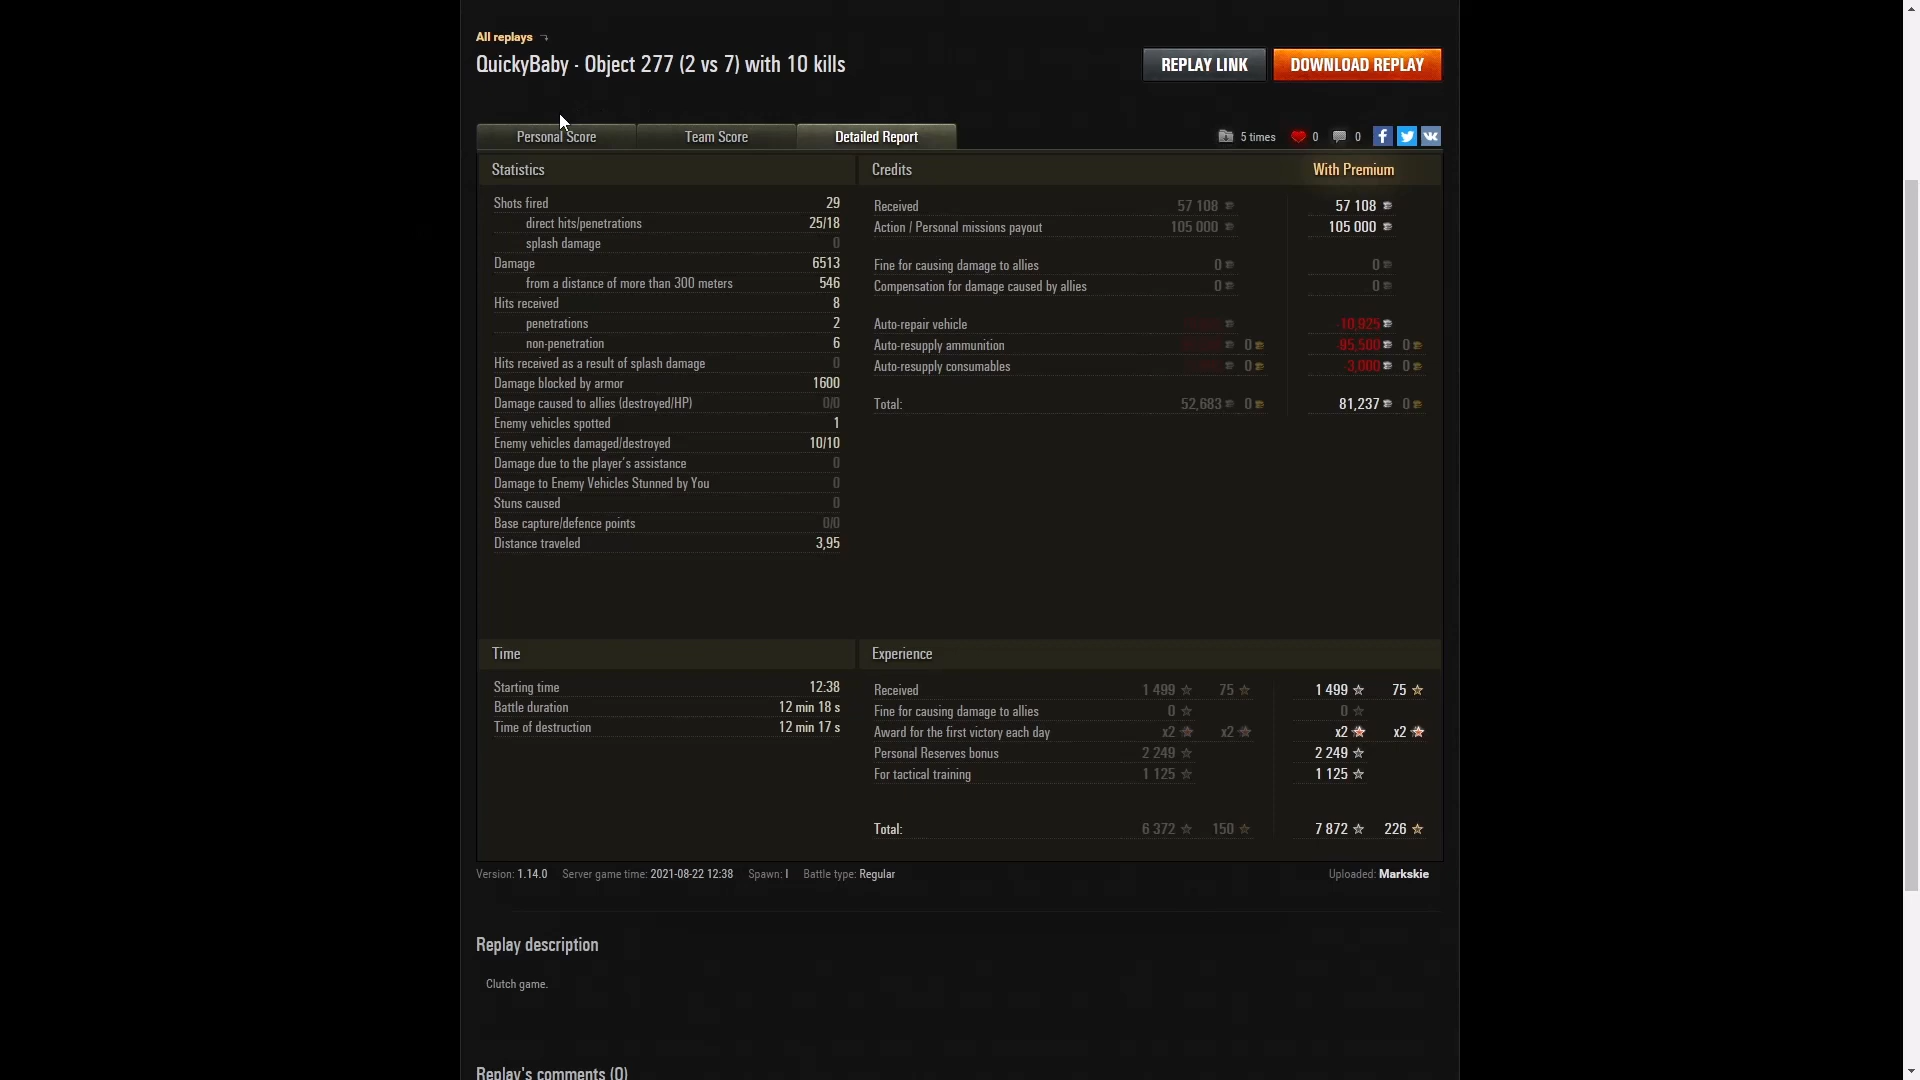 All replays
QuickyBaby - Object 277 (2 vs 7) with 10 kills
REPLAY LINK
DOWNLOAD REPLAY
Personal Score
Team Score
Detailed Report
5 times 0 0
Statistics
Shots fired 29
direct hits/penetrations 25/18
splash damage 0
Damage 6513
from a distance of more than 300 meters 546
Hits received 8
penetrations 2
non-penetration 6
Hits received as a result of splash damage 0
Damage blocked by armor 1600
Damage caused to allies (destroyed/HP) 0/0
Enemy vehicles spotted 1
Enemy vehicles damaged/destroyed 10/10
Damage due to the player's assistance 0
Damage to Enemy Vehicles Stunned by You 0
Stuns caused 0
Base capture/defence points 0/0
Distance traveled 3,95
Credits With Premium
Received 57 108 57 108
Action / Personal missions payout 105 000 105 000
Fine for causing damage to allies 0 0
Compensation for damage caused by allies 0 0
Auto-repair vehicle -10,925
Auto-resupply ammunition 0 -95,500 0
Auto-resupply consumables 0 -3,000 0
Total: 52,683 0 81,237 0
Time
Starting time 12:38
Battle duration 12 min 18 s
Time of destruction 12 min 17 s
Experience
Received 1 499 75 1 499 75
Fine for causing damage to allies 0 0
Award for the first victory each day x2 x2 x2 x2
Personal Reserves bonus 2 249 2 249
For tactical training 1 125 1 125
Total: 6 372 150 7 872 226
Version: 1.14.0 Server game time: 2021-08-22 12:38 Spawn: I Battle type: Regular
Uploaded: Markskie
Replay description
Clutch game.
Replay's comments (0)